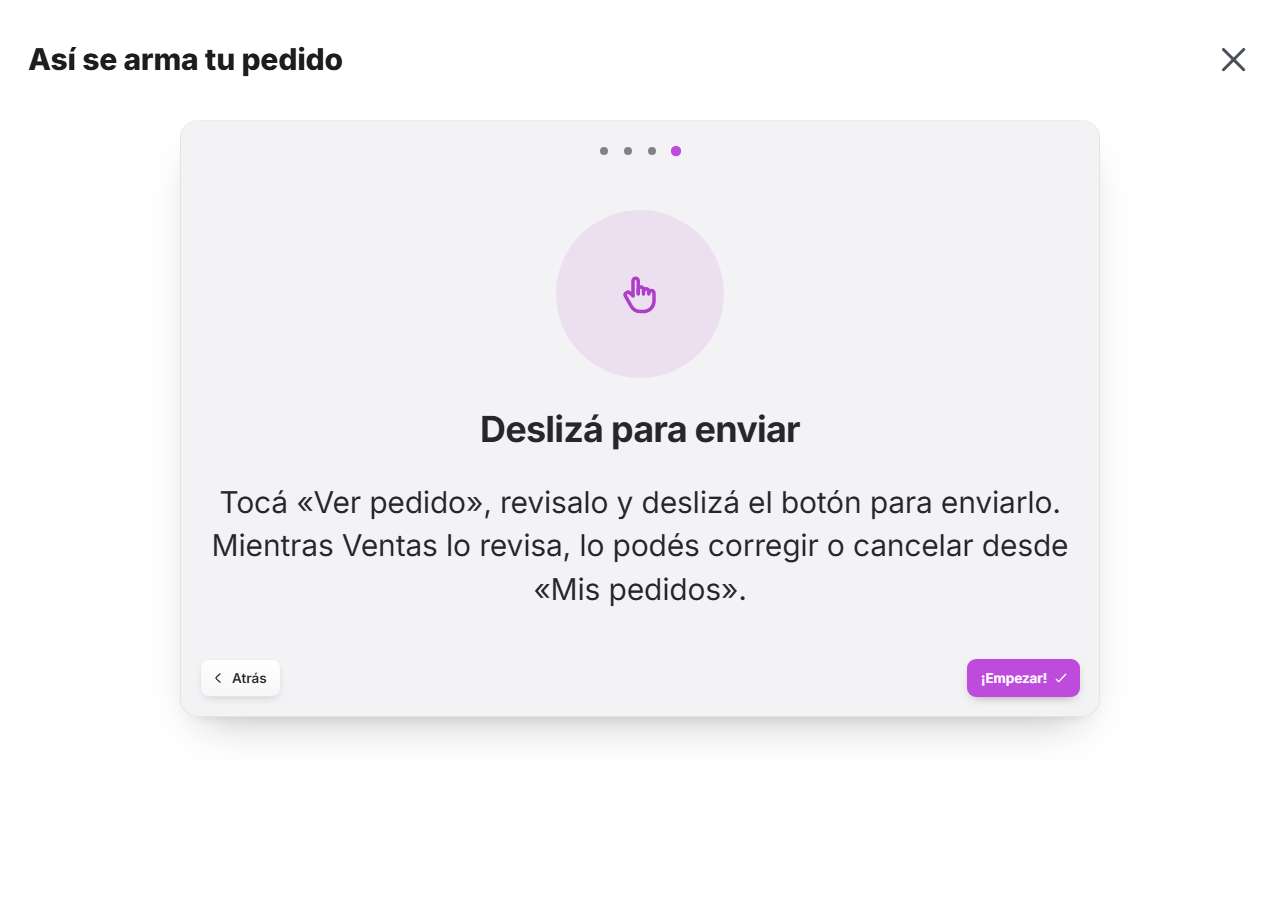 Así se arma tu pedido
Deslizá para enviar
Tocá «Ver pedido», revisalo y deslizá el botón para enviarlo.
Mientras Ventas lo revisa, lo podés corregir o cancelar desde
«Mis pedidos».
Atrás
¡Empezar!